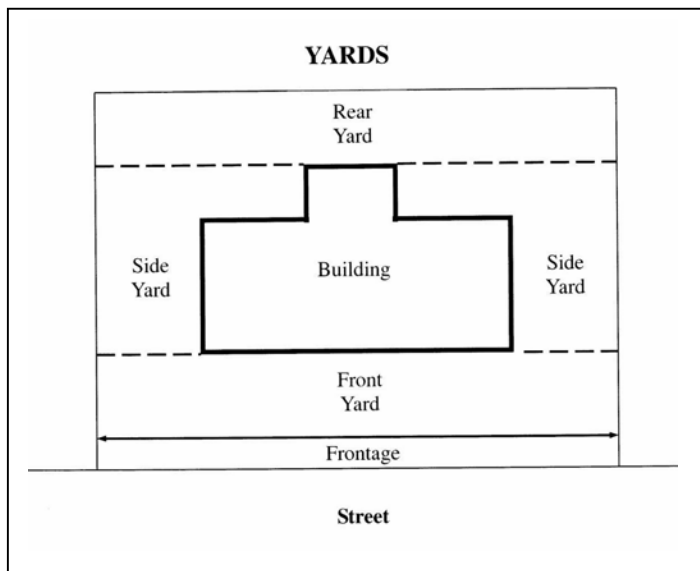 YARDS
Rear
Yard
Side
Yard
Building
Side
Yard
Front
Yard
Frontage
Street